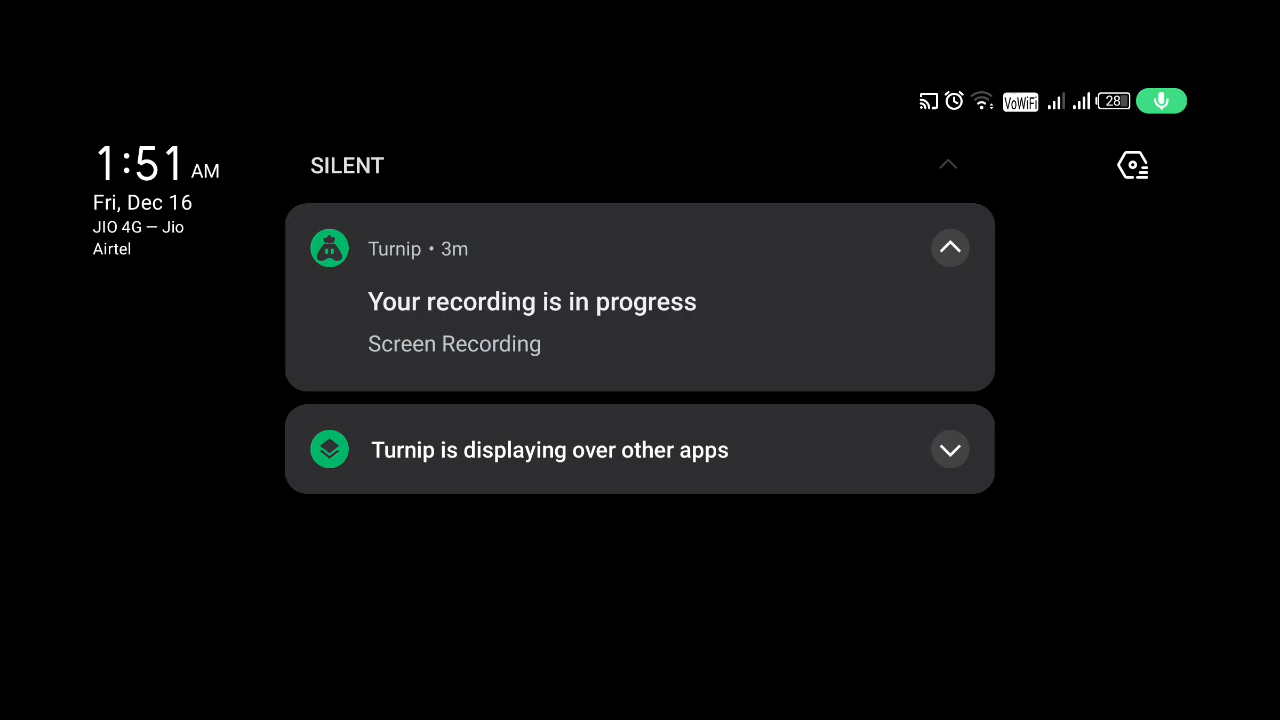 VoWiFi 28
1:51 AM
SILENT
Fri, Dec 16
JIO 4G — Jio
Airtel
Turnip • 3m
Your recording is in progress
Screen Recording
Turnip is displaying over other apps